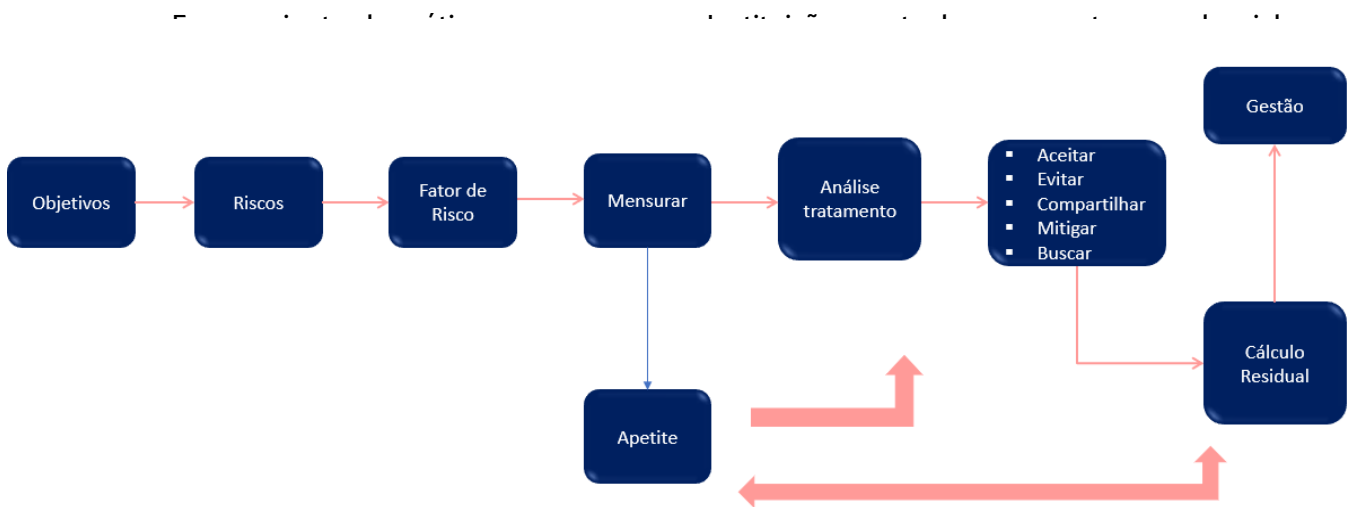 Objetivos
Riscos
Fator de
Risco
Mensurar
Análise
tratamento
▪ Aceitar
▪ Evitar
▪ Compartilhar
▪ Mitigar
▪ Buscar
Gestão
Cálculo
Residual
Apetite